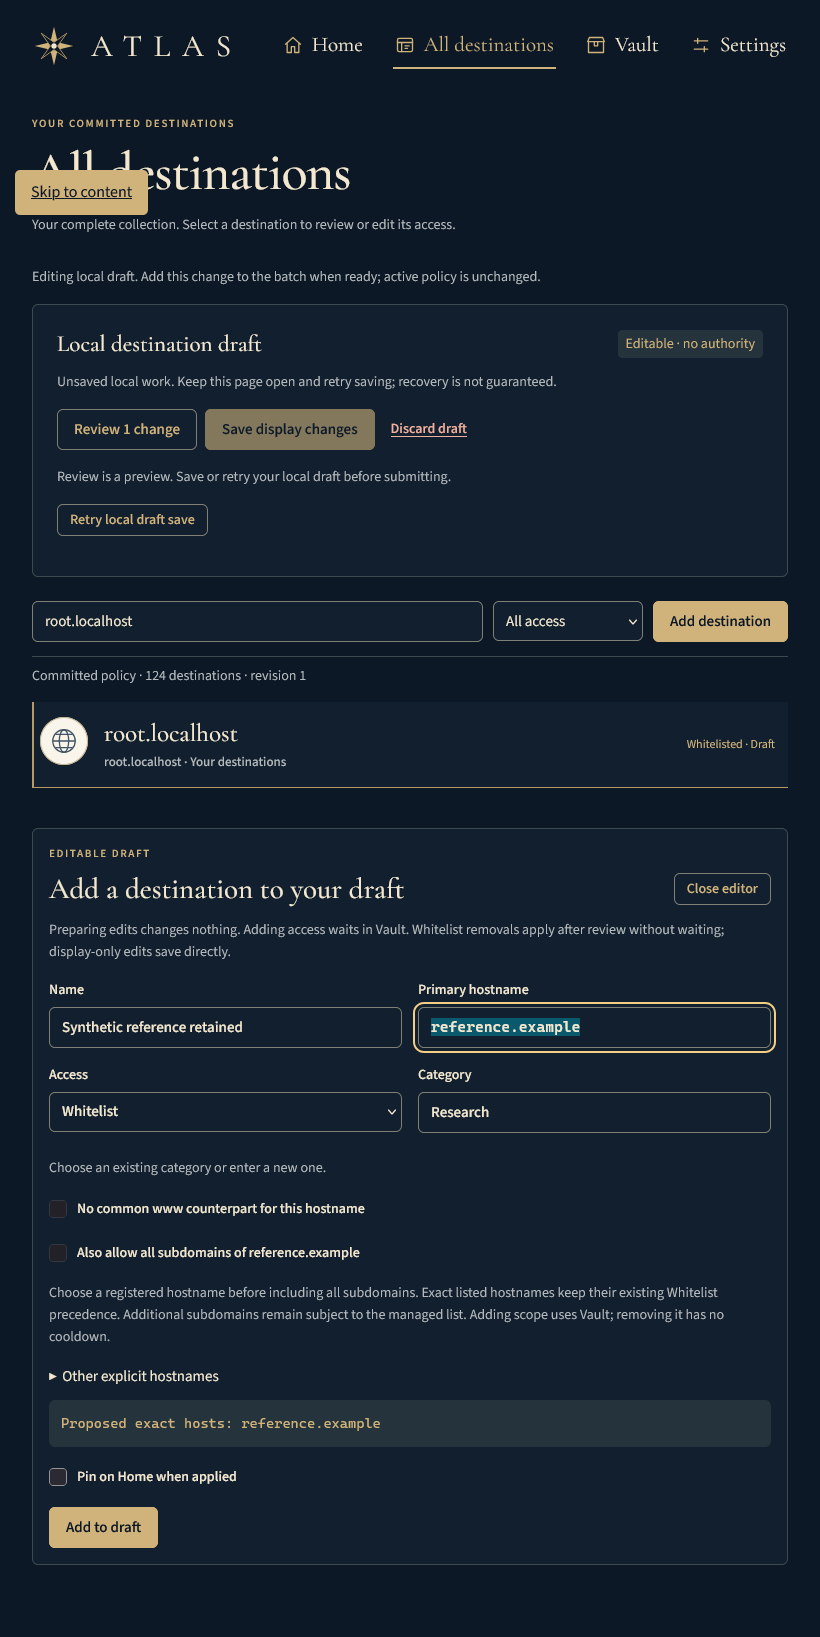 ATLAS
Home
All destinations
Vault
Settings
YOUR COMMITTED DESTINATIONS
All destinations
Skip to content
Your complete collection. Select a destination to review or edit its access.
Editing local draft. Add this change to the batch when ready; active policy is unchanged.
Local destination draft
Editable · no authority
Unsaved local work. Keep this page open and retry saving; recovery is not guaranteed.
Review 1 change
Save display changes
Discard draft
Review is a preview. Save or retry your local draft before submitting.
Retry local draft save
root.localhost
All access
Add destination
Committed policy · 124 destinations · revision 1
root.localhost
root.localhost · Your destinations
Whitelisted · Draft
EDITABLE DRAFT
Add a destination to your draft
Close editor
Preparing edits changes nothing. Adding access waits in Vault. Whitelist removals apply after review without waiting;
display-only edits save directly.
Name
Primary hostname
Synthetic reference retained
reference.example
Access
Category
Whitelist
Research
Choose an existing category or enter a new one.
No common www counterpart for this hostname
Also allow all subdomains of reference.example
Choose a registered hostname before including all subdomains. Exact listed hostnames keep their existing Whitelist
precedence. Additional subdomains remain subject to the managed list. Adding scope uses Vault; removing it has no
cooldown.
Other explicit hostnames
Proposed exact hosts: reference.example
Pin on Home when applied
Add to draft